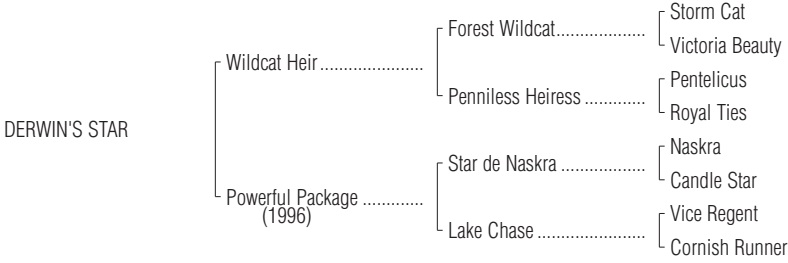 Storm Cat
Forest Wildcat...................
Victoria Beauty
Wildcat Heir......................
Pentelicus
Penniless Heiress .............
Royal Ties
DERWIN'S STAR
Naskra
Star de Naskra ..................
Candle Star
Powerful Package .............
(1996)
Vice Regent
Lake Chase.......................
Cornish Runner